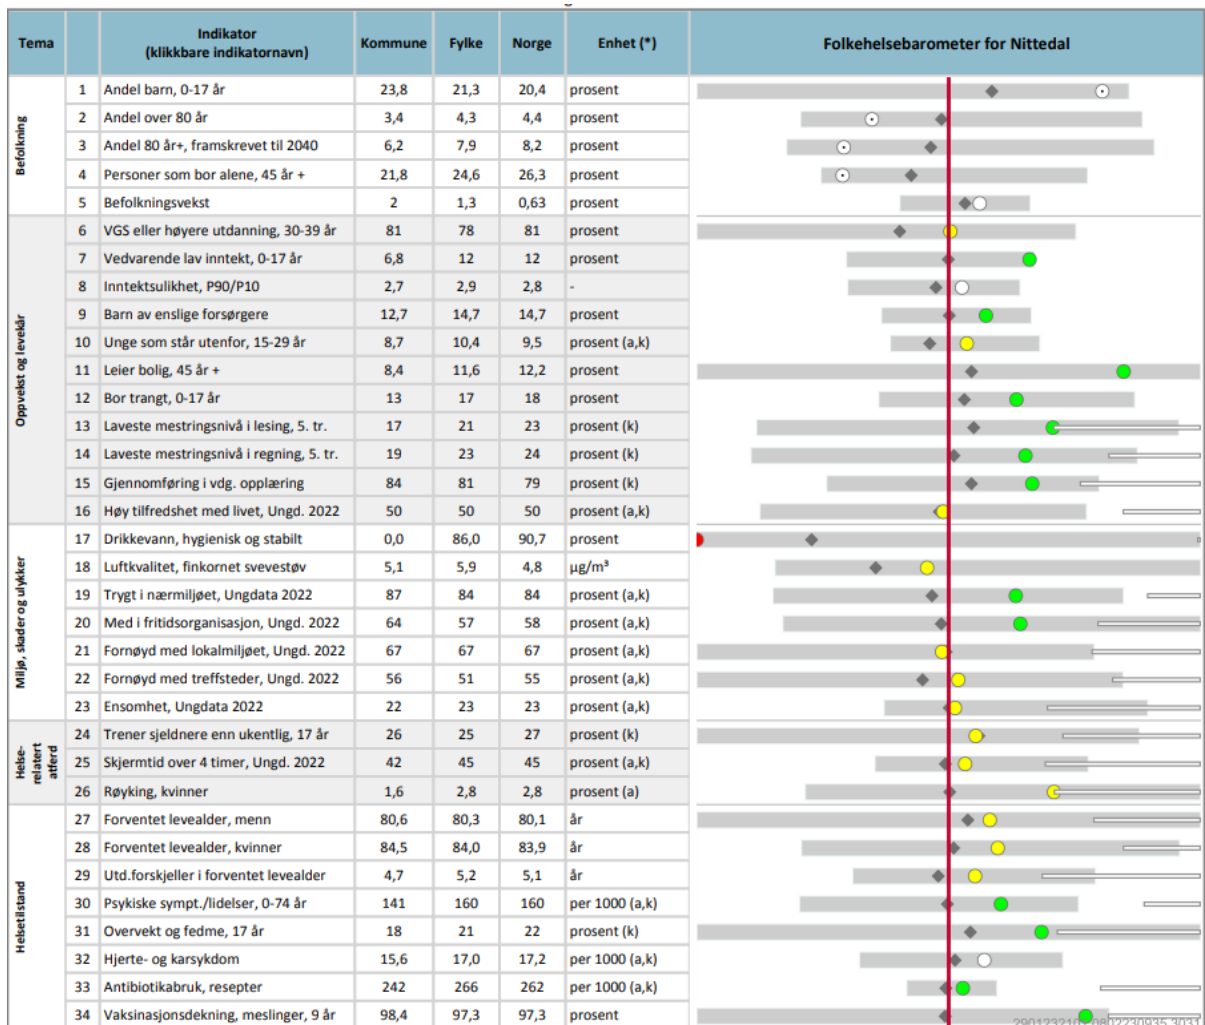 Tema Indikator (klikkbare indikatornavn) Kommune Fylke Norge Enhet (*) Folkehelsebarometer for Nittedal
Befolkning
1 Andel barn, 0-17 år 23,8 21,3 20,4 prosent
2 Andel over 80 år 3,4 4,3 4,4 prosent
3 Andel 80 år+, framskrevet til 2040 6,2 7,9 8,2 prosent
4 Personer som bor alene, 45 år + 21,8 24,6 26,3 prosent
5 Befolkningsvekst 2 1,3 0,63 prosent
Oppvekst og levekår
6 VGS eller høyere utdanning, 30-39 år 81 78 81 prosent
7 Vedvarende lav inntekt, 0-17 år 6,8 12 12 prosent
8 Inntektsulikhet, P90/P10 2,7 2,9 2,8 -
9 Barn av enslige forsørgere 12,7 14,7 14,7 prosent
10 Unge som står utenfor, 15-29 år 8,7 10,4 9,5 prosent (a,k)
11 Leier bolig, 45 år + 8,4 11,6 12,2 prosent
12 Bor trangt, 0-17 år 13 17 18 prosent
13 Laveste mestringsnivå i lesing, 5. tr. 17 21 23 prosent (k)
14 Laveste mestringsnivå i regning, 5. tr. 19 23 24 prosent (k)
15 Gjennomføring i vdg. opplæring 84 81 79 prosent (k)
16 Høy tilfredshet med livet, Ungd. 2022 50 50 50 prosent (a,k)
Miljø, skader og ulykker
17 Drikkevann, hygienisk og stabilt 0,0 86,0 90,7 prosent
18 Luftkvalitet, finkornet svevestøv 5,1 5,9 4,8 µg/m³
19 Trygt i nærmiljøet, Ungdata 2022 87 84 84 prosent (a,k)
20 Med i fritidsorganisasjon, Ungd. 2022 64 57 58 prosent (a,k)
21 Fornøyd med lokalmiljøet, Ungd. 2022 67 67 67 prosent (a,k)
22 Fornøyd med treffsteder, Ungd. 2022 56 51 55 prosent (a,k)
23 Ensomhet, Ungdata 2022 22 23 23 prosent (a,k)
Helse-
relatert
atferd
24 Trener sjeldnere enn ukentlig, 17 år 26 25 27 prosent (k)
25 Skjermtid over 4 timer, Ungd. 2022 42 45 45 prosent (a,k)
26 Røyking, kvinner 1,6 2,8 2,8 prosent (a)
Helsetilstand
27 Forventet levealder, menn 80,6 80,3 80,1 år
28 Forventet levealder, kvinner 84,5 84,0 83,9 år
29 Utd.forskjeller i forventet levealder 4,7 5,2 5,1 år
30 Psykiske sympt./lidelser, 0-74 år 141 160 160 per 1000 (a,k)
31 Overvekt og fedme, 17 år 18 21 22 prosent (k)
32 Hjerte- og karsykdom 15,6 17,0 17,2 per 1000 (a,k)
33 Antibiotikabruk, resepter 242 266 262 per 1000 (a,k)
34 Vaksinasjonsdekning, meslinger, 9 år 98,4 97,3 97,3 prosent